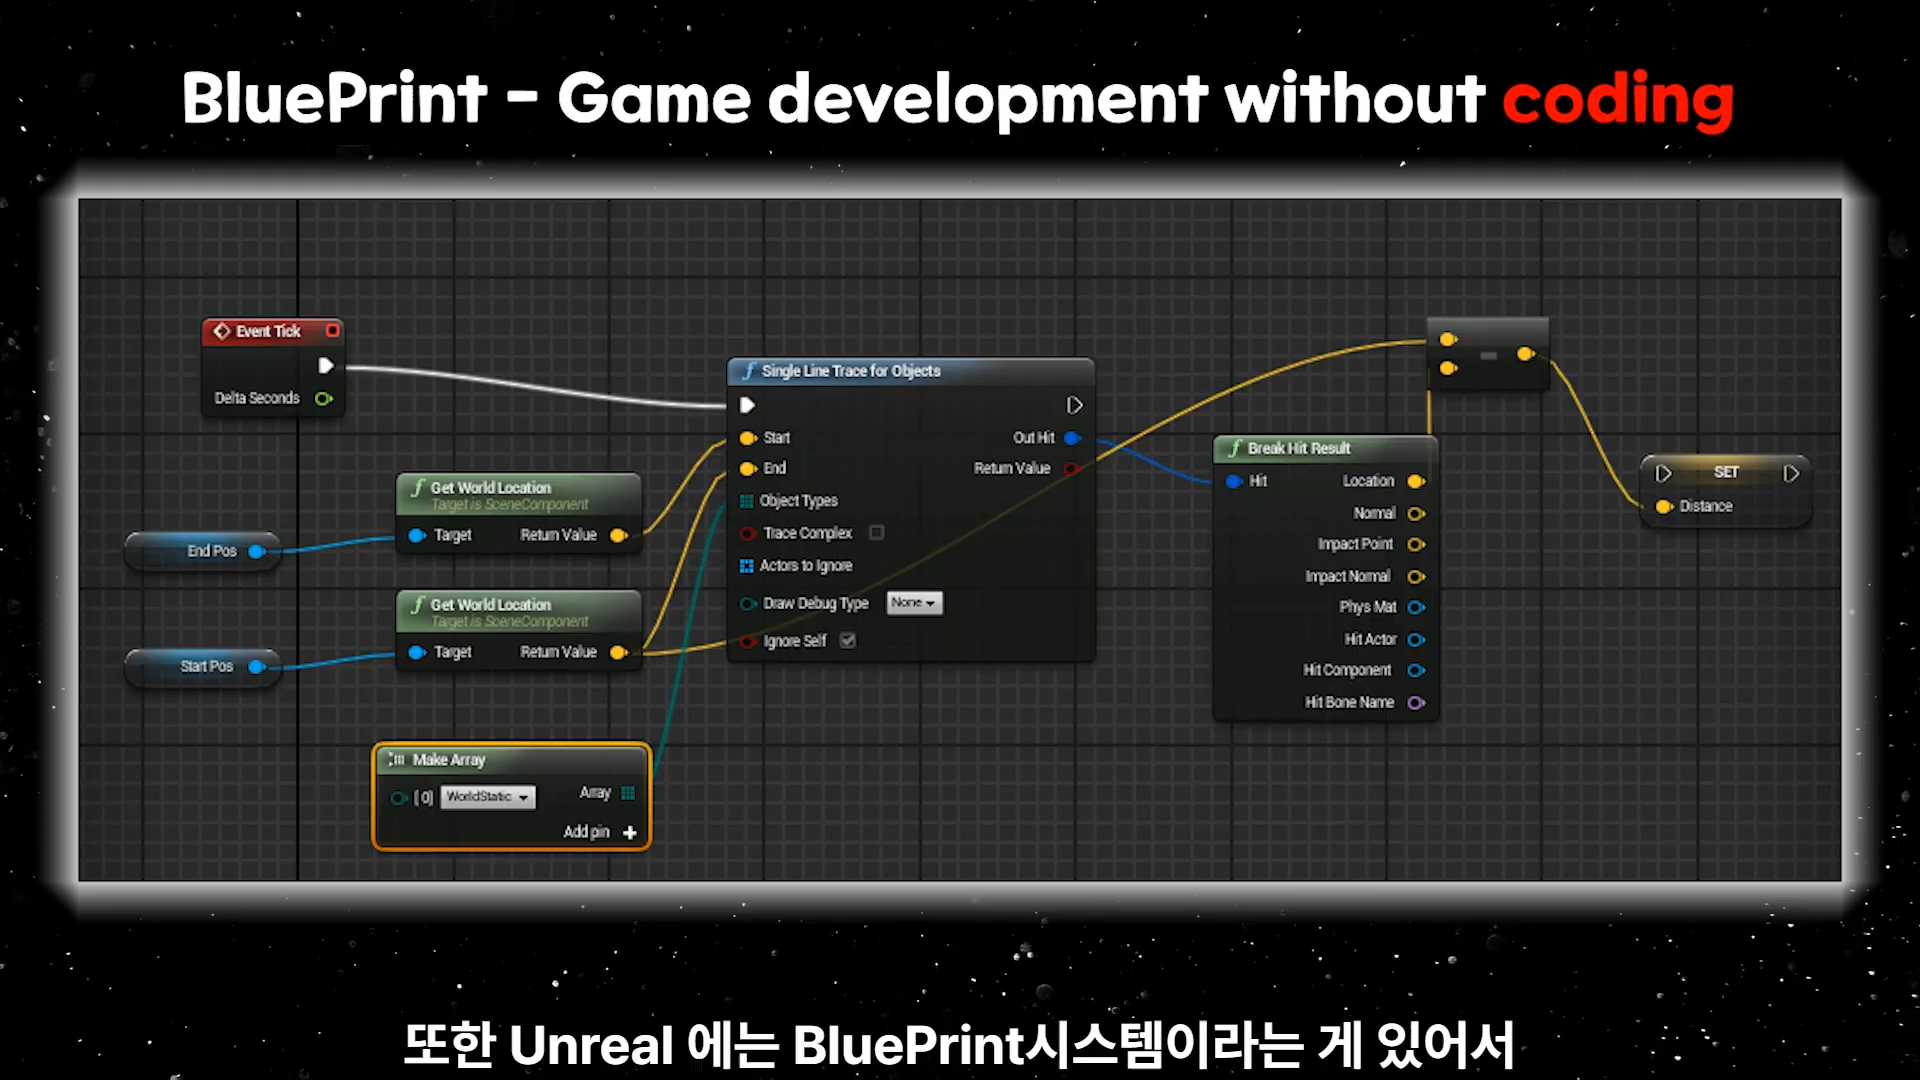 BluePrint - Game development without coding
Event Tick
Delta Seconds
Single Line Trace for Objects
Start
Out Hit
End
Return Value
Object Types
Trace Complex
Actors to Ignore
Draw Debug Type None
Ignore Self
Get World Location
Target is SceneComponent
Target Return Value
End Pos
Get World Location
Target is SceneComponent
Target Return Value
Start Pos
Make Array
[0] WorldStatic Array
Add pin +
Break Hit Result
Hit Location
Normal
Impact Point
Impact Normal
Phys Mat
Hit Actor
Hit Component
Hit Bone Name
-
SET
Distance
또한 Unreal 에는 BluePrint시스템이라는 게 있어서